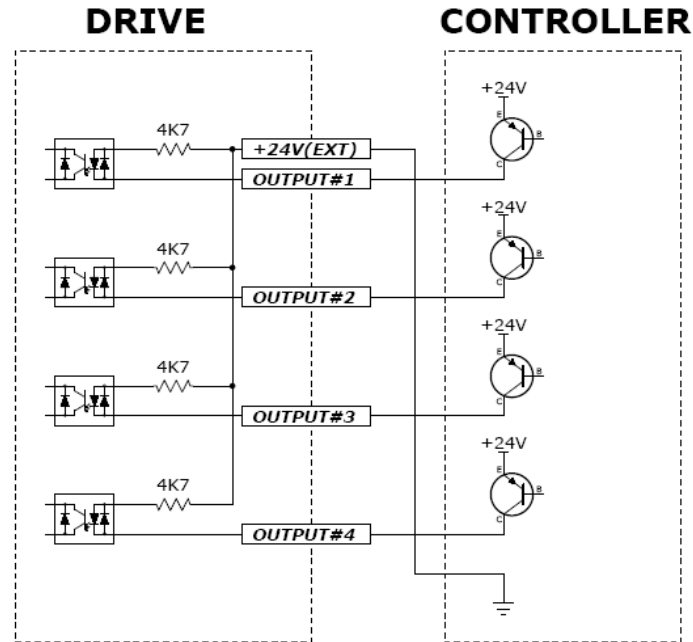 DRIVE
CONTROLLER
+24V
E
B
C
4K7
+24V(EXT)
OUTPUT#1
+24V
E
B
C
4K7
OUTPUT#2
+24V
E
B
C
4K7
OUTPUT#3
+24V
E
B
C
4K7
OUTPUT#4